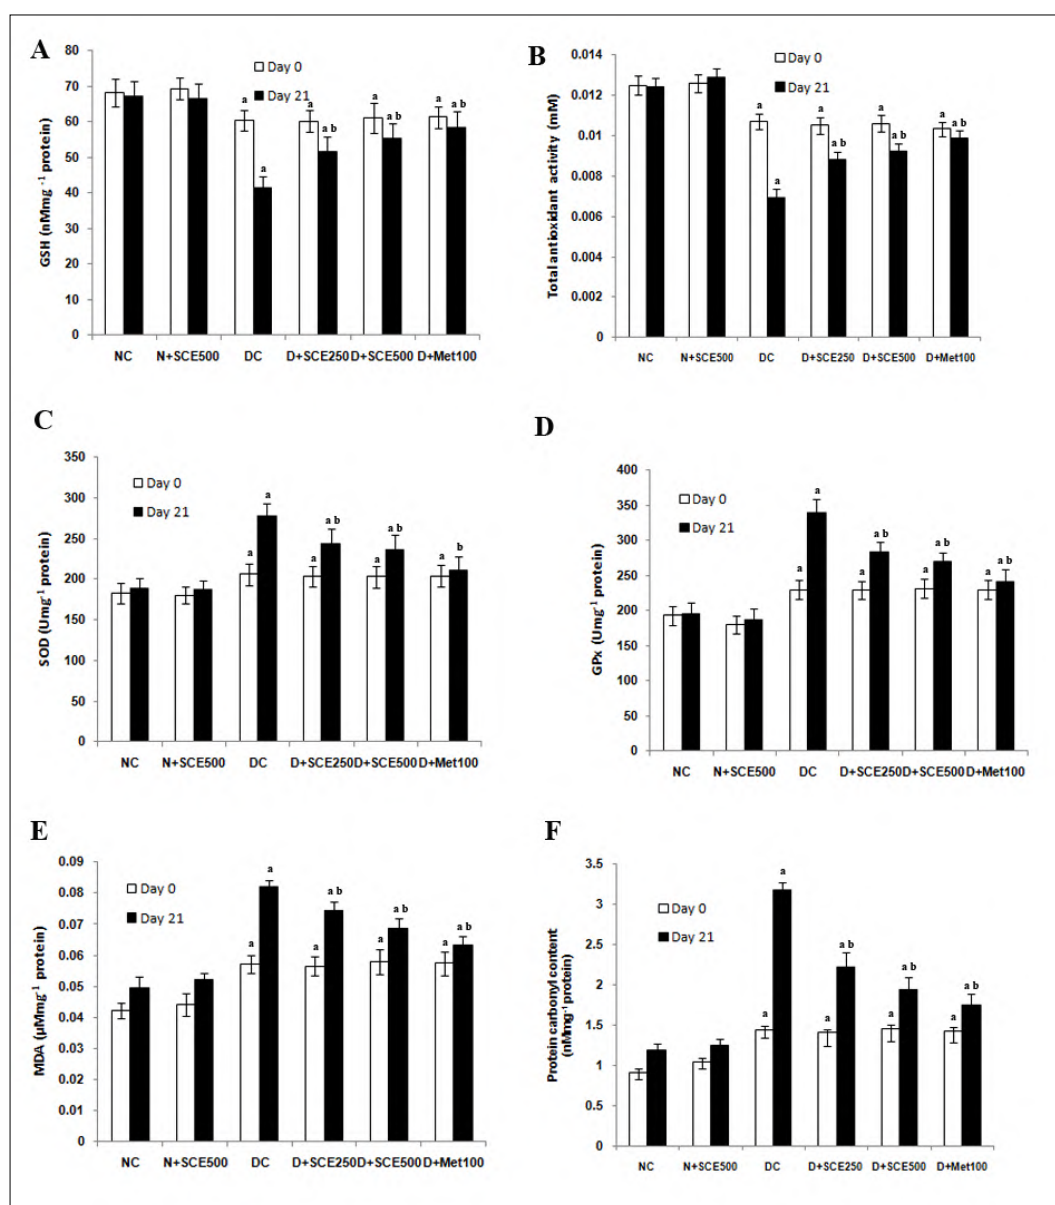 A
80
70
60
50
40
30
20
10
0
GSH (nMmg⁻¹ protein)
Day 0
Day 21
a
a
a
a b
a
a b
a
a b
NC N+SCE500 DC D+SCE250 D+SCE500 D+Met100
B
0.014
0.012
0.01
0.008
0.006
0.004
0.002
0
Total antioxidant activity (mM)
Day 0
Day 21
a
a
a
a b
a
a b
a
a b
NC N+SCE500 DC D+SCE250 D+SCE500 D+Met100
C
350
300
250
200
150
100
50
0
SOD (Umg⁻¹ protein)
Day 0
Day 21
a
a
a
a b
a
a b
a
b
NC N+SCE500 DC D+SCE250 D+SCE500 D+Met100
D
400
350
300
250
200
150
100
50
0
GPx (Umg⁻¹ protein)
Day 0
Day 21
a
a
a
a b
a
a b
a
a b
NC N+SCE500 DC D+SCE250 D+SCE500 D+Met100
E
0.09
0.08
0.07
0.06
0.05
0.04
0.03
0.02
0.01
0
MDA (µMmg⁻¹ protein)
Day 0
Day 21
a
a
a
a b
a
a b
a
a b
NC N+SCE500 DC D+SCE250 D+SCE500 D+Met100
F
3.5
3
2.5
2
1.5
1
0.5
0
Protein carbonyl content
(nMmg⁻¹ protein)
Day 0
Day 21
a
a
a
a b
a
a b
a
a b
NC N+SCE500 DC D+SCE250 D+SCE500 D+Met100